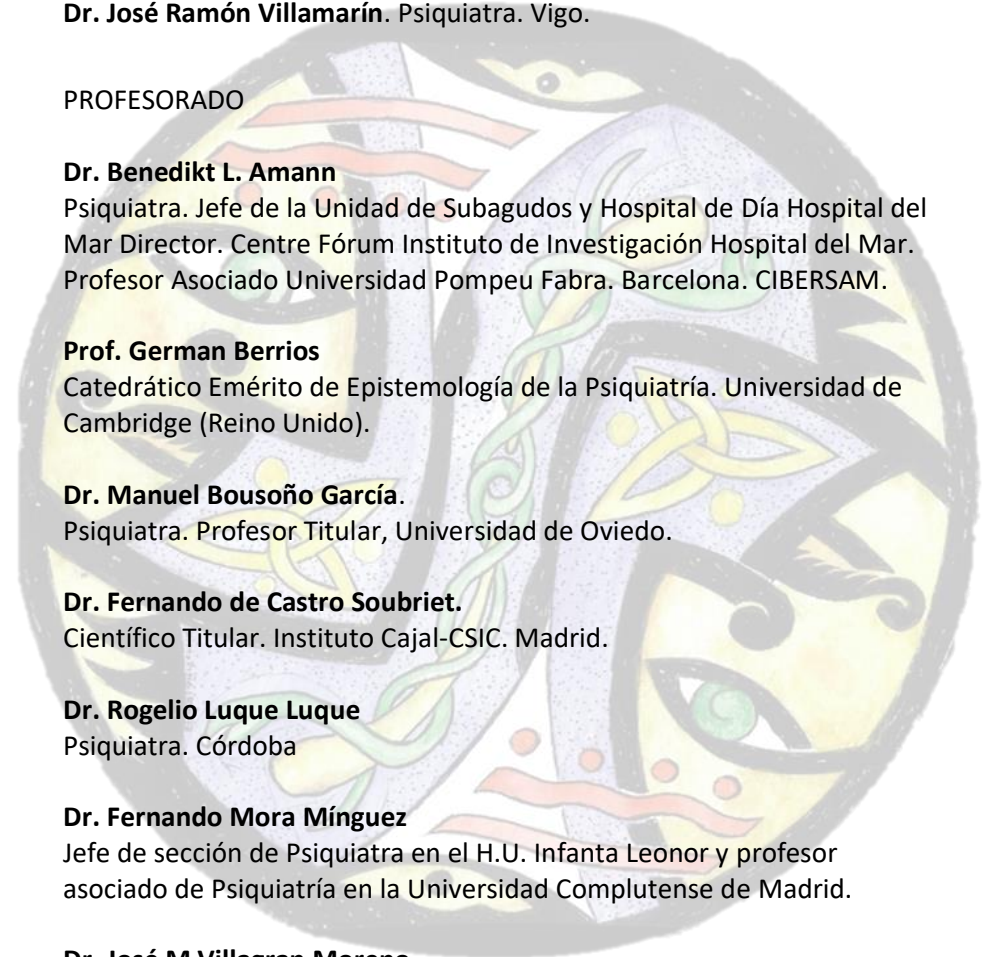 Dr. José Ramón Villamarín. Psiquiatra. Vigo.
PROFESORADO
Dr. Benedikt L. Amann
Psiquiatra. Jefe de la Unidad de Subagudos y Hospital de Día Hospital del
Mar Director. Centre Fórum Instituto de Investigación Hospital del Mar.
Profesor Asociado Universidad Pompeu Fabra. Barcelona. CIBERSAM.
Prof. German Berrios
Catedrático Emérito de Epistemología de la Psiquiatría. Universidad de
Cambridge (Reino Unido).
Dr. Manuel Bousoño García.
Psiquiatra. Profesor Titular, Universidad de Oviedo.
Dr. Fernando de Castro Soubriet.
Científico Titular. Instituto Cajal-CSIC. Madrid.
Dr. Rogelio Luque Luque
Psiquiatra. Córdoba
Dr. Fernando Mora Mínguez
Jefe de sección de Psiquiatra en el H.U. Infanta Leonor y profesor
asociado de Psiquiatría en la Universidad Complutense de Madrid.
Dr. José M Villagran Moreno